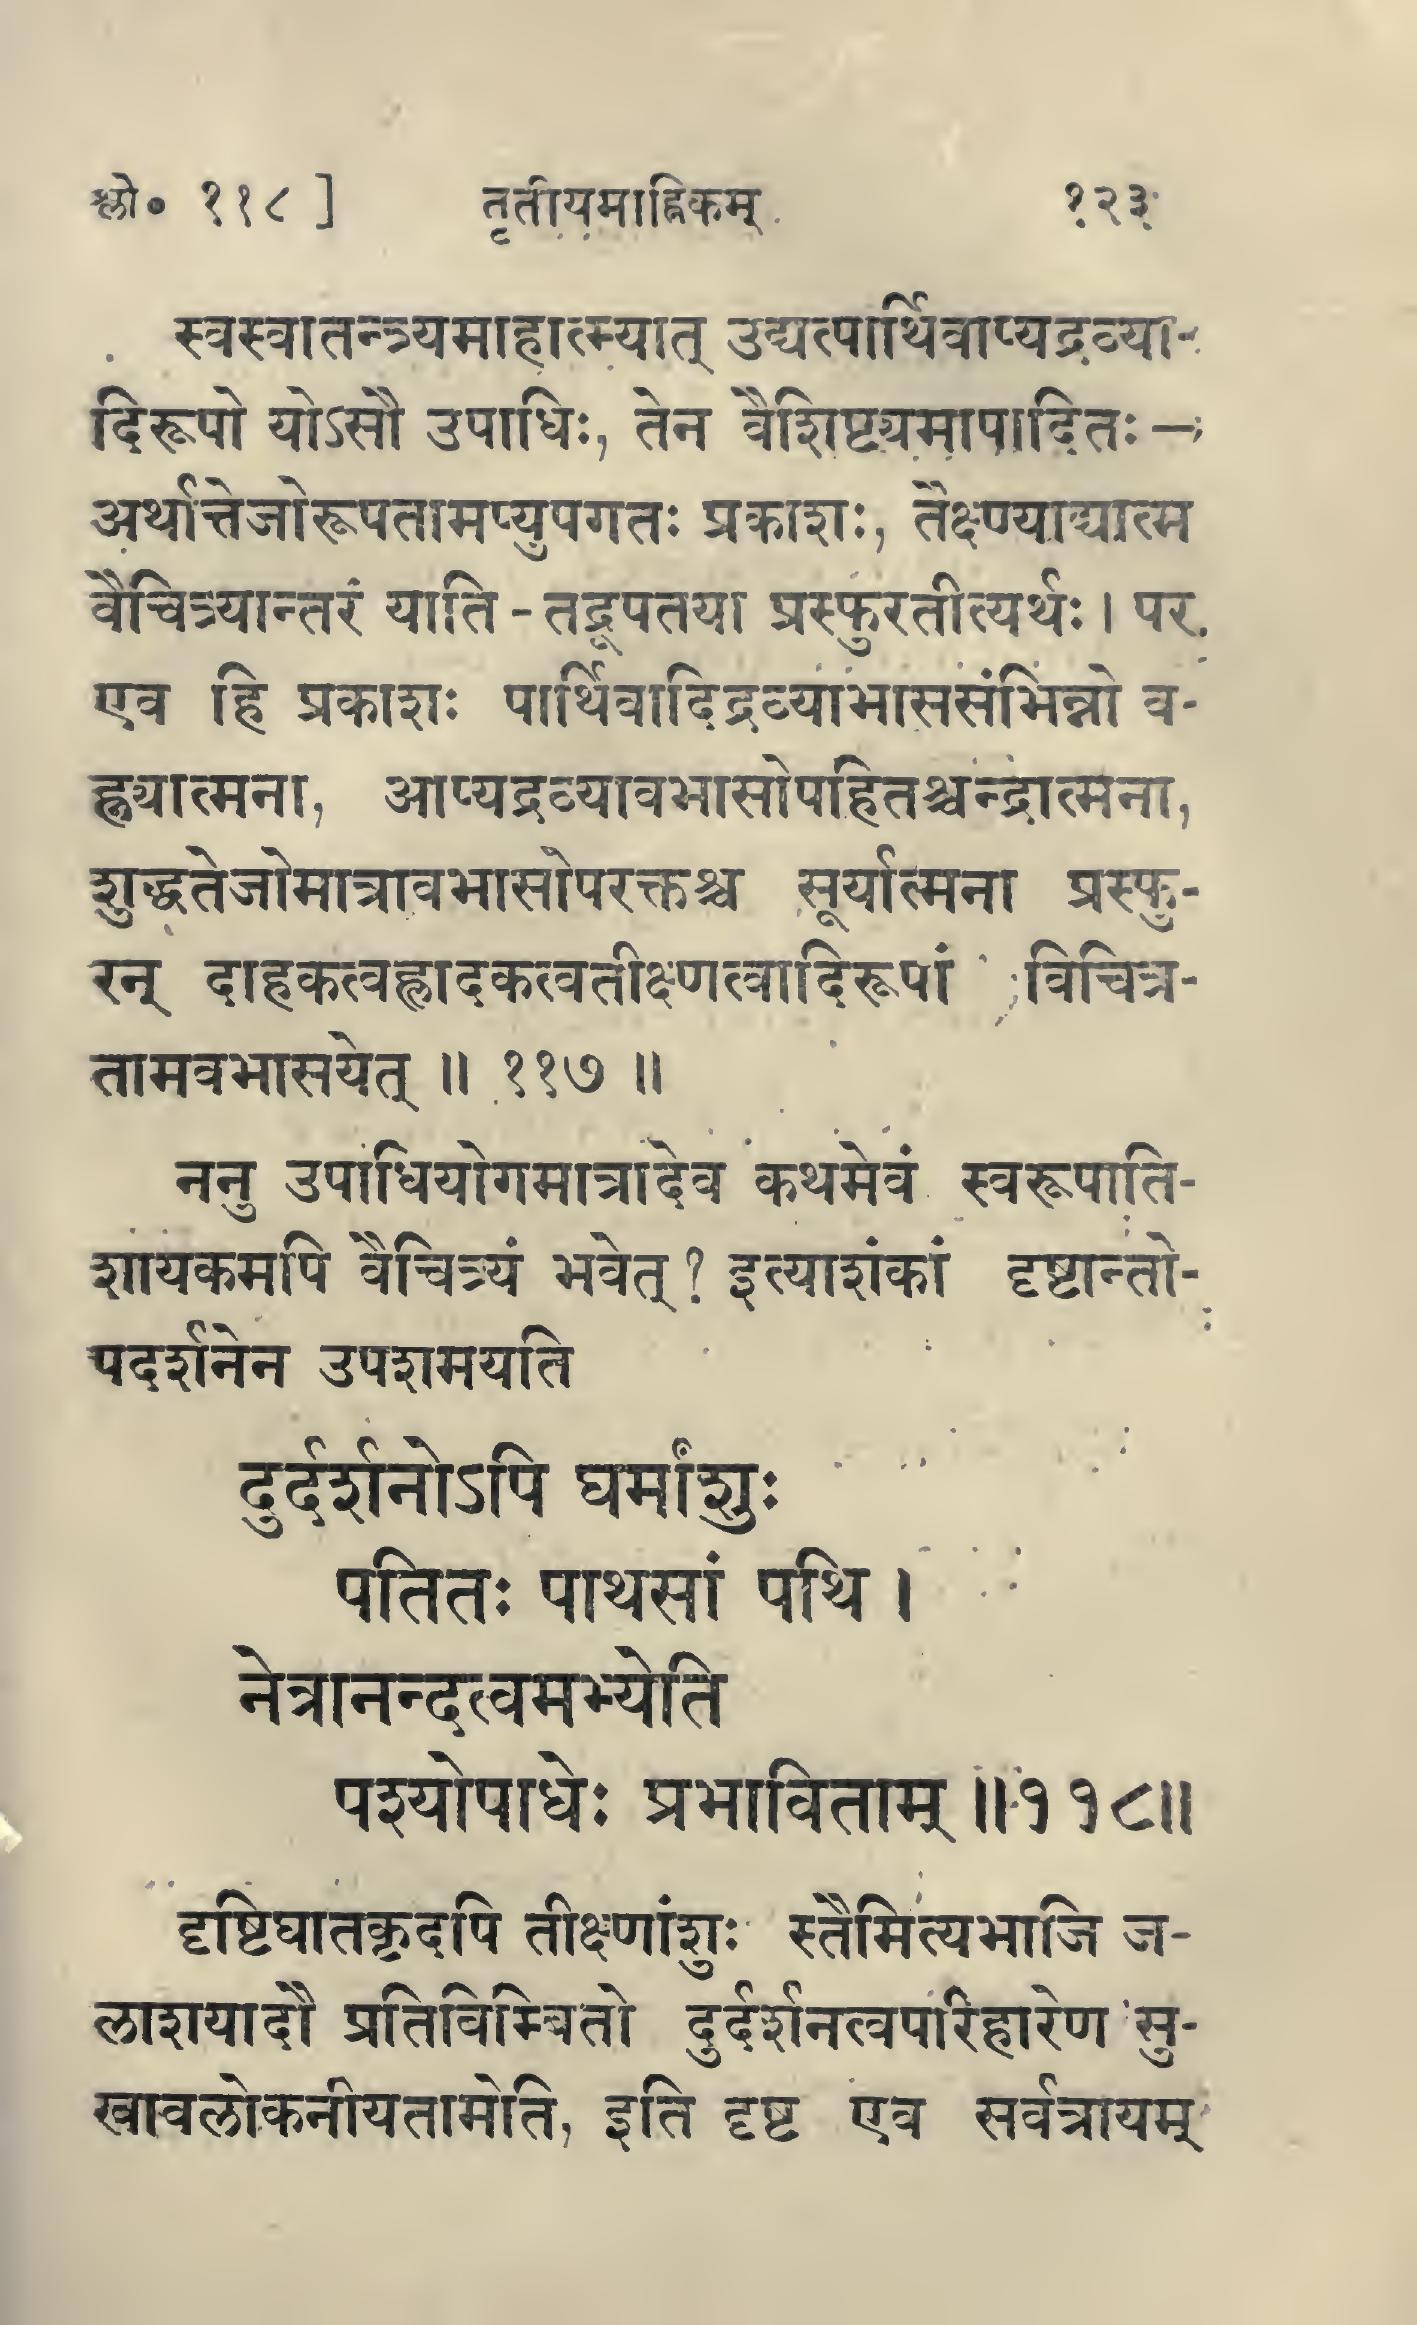 श्लो० ११८ ] तृतीयमाह्निकम् १२३
स्वस्वातन्त्र्यमाहात्म्यात् उद्यत्पार्थिवाप्यद्रव्या-
दिरूपो योऽसौ उपाधिः, तेन वैशिष्ट्यमापादितः —
अर्थात्तेजोरूपतामप्युपगतः प्रकाशः, तैक्ष्ण्याद्यात्म
वैचित्र्यान्तरं याति - तद्रूपतया प्रस्फुरतीत्यर्थः। पर
एव हि प्रकाशः पार्थिवादिद्रव्याभाससंभिन्नो व-
ह्न्यात्मना, आप्यद्रव्यावभासोपहितश्चन्द्रात्मना,
शुद्धतेजोमात्रावभासोपरक्तश्च सूर्यात्मना प्रस्फु-
रन् दाहकत्वह्लादकत्वतीक्ष्णत्वादिरूपां विचित्र-
तामवभासयेत् ॥ ११७ ॥
ननु उपाधियोगमात्रादेव कथमेवं स्वरूपाति-
शायकमपि वैचित्र्यं भवेत् ? इत्याशंकां दृष्टान्तो-
पदर्शनेन उपशमयति
दुर्दर्शनोऽपि घर्मांशुः
पतितः पाथसां पथि ।
नेत्रानन्दत्वमभ्येति
पश्योपाधेः प्रभाविताम् ॥११८॥
दृष्टिघातकृदपि तीक्ष्णांशुः स्तैमित्यभाजि ज-
लाशयादौ प्रतिविम्बितो दुर्दर्शनत्वपरिहारेण सु-
खावलोकनीयतामेति, इति दृष्ट एव सर्वत्रायम्